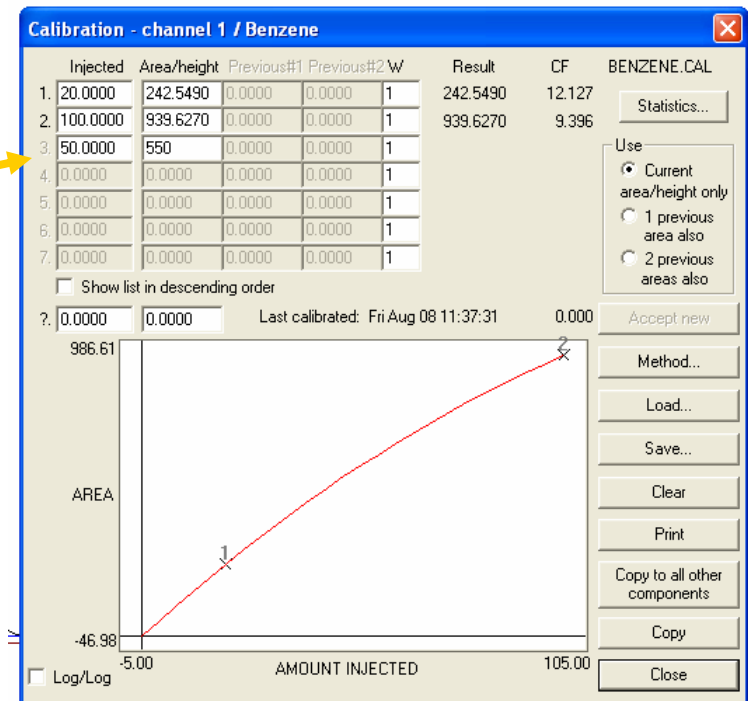 Calibration - channel 1 / Benzene
Injected Area/height Previous#1 Previous#2 W Result CF BENZENE.CAL
1. 20.0000 242.5490 0.0000 0.0000 1 242.5490 12.127
2. 100.0000 939.6270 0.0000 0.0000 1 939.6270 9.396
3. 50.0000 550 0.0000 0.0000 1
4. 0.0000 0.0000 0.0000 0.0000 1
5. 0.0000 0.0000 0.0000 0.0000 1
6. 0.0000 0.0000 0.0000 0.0000 1
7. 0.0000 0.0000 0.0000 0.0000 1
Show list in descending order
?. 0.0000 0.0000 Last calibrated: Fri Aug 08 11:37:31 0.000
Statistics...
Use
Current
area/height only
1 previous
area also
2 previous
areas also
Accept new
Method...
Load...
Save...
Clear
Print
Copy to all other
components
Copy
Close
986.61
2
AREA
1
-46.98
-5.00 AMOUNT INJECTED 105.00
Log/Log